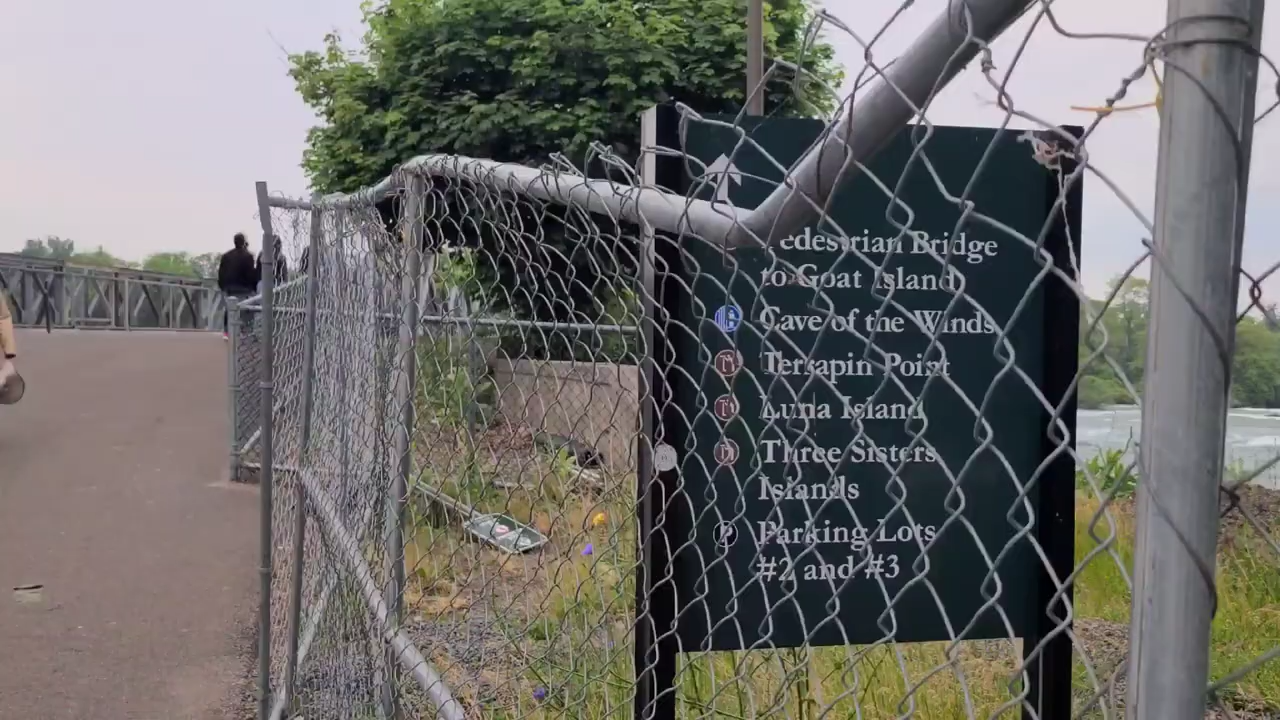 Pedestrian Bridge
to Goat Island
Cave of the Winds
Terrapin Point
Luna Island
Three Sisters
Islands
P Parking Lots
#2 and #3